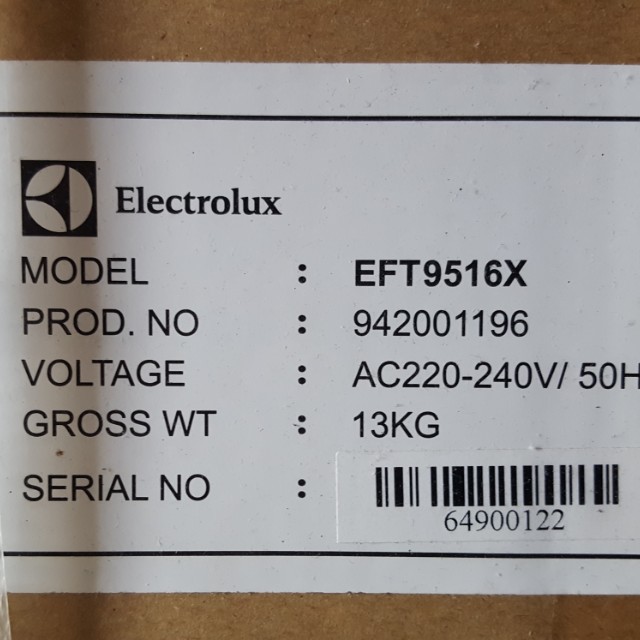 Electrolux
MODEL : EFT9516X
PROD. NO : 942001196
VOLTAGE : AC220-240V/ 50H
GROSS WT : 13KG
SERIAL NO : 64900122